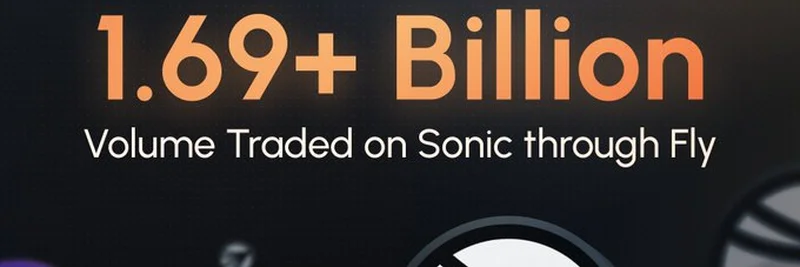 1.69+ Billion
Volume Traded on Sonic through Fly